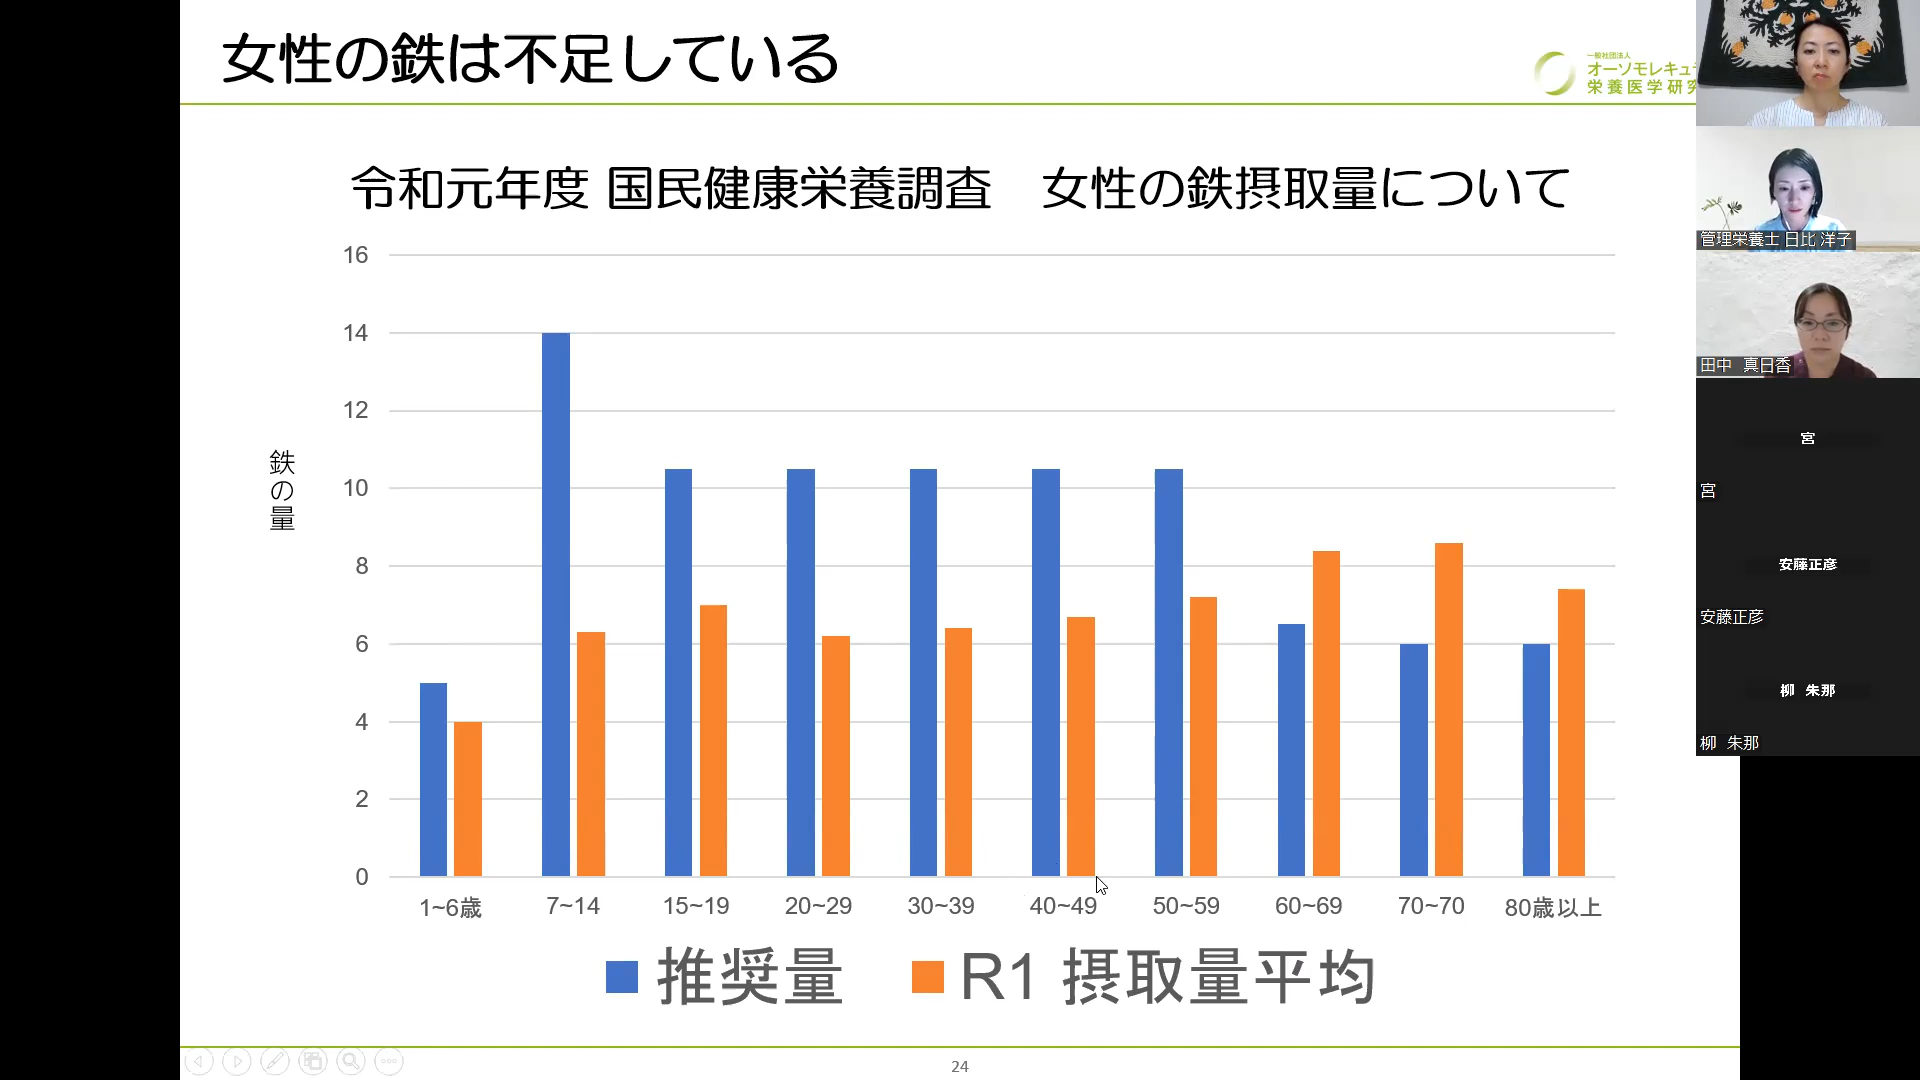 女性の鉄は不足している
一般社団法人
オーソモレキュ
栄養医学研究
令和元年度 国民健康栄養調査　女性の鉄摂取量について
鉄の量
16
14
12
10
8
6
4
2
0
1~6歳
7~14
15~19
20~29
30~39
40~49
50~59
60~69
70~70
80歳以上
推奨量
R1 摂取量平均
24
管理栄養士 日比 洋子
田中　真日香
宮
宮
安藤正彦
安藤正彦
柳　朱那
柳　朱那